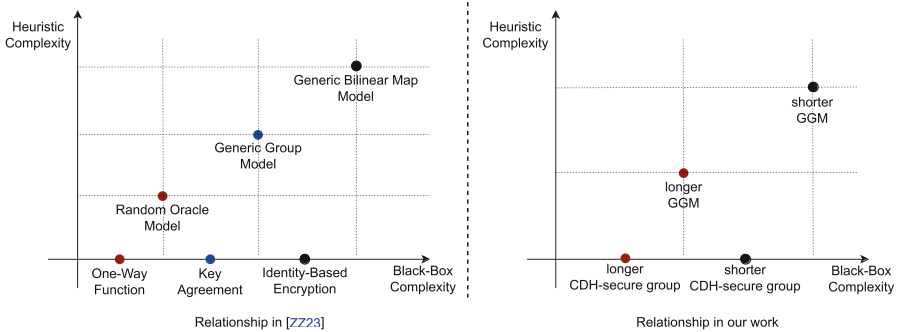 Heuristic
Complexity
Generic Bilinear Map
Model
Generic Group
Model
Random Oracle
Model
One-Way
Function
Key
Agreement
Identity-Based
Encryption
Black-Box
Complexity
Relationship in [ZZ23]
Heuristic
Complexity
shorter
GGM
longer
GGM
longer
CDH-secure group
shorter
CDH-secure group
Black-Box
Complexity
Relationship in our work